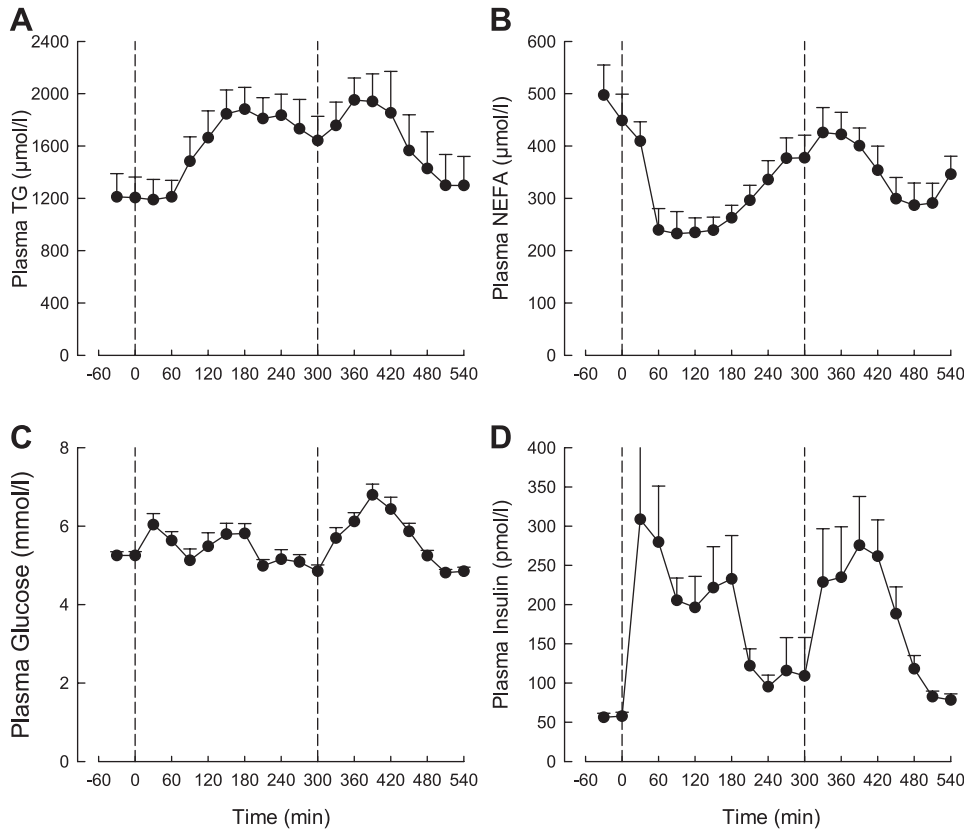 A
Plasma TG (μmol/l)
2400
2000
1600
1200
800
400
0
-60 0 60 120 180 240 300 360 420 480 540
B
Plasma NEFA (μmol/l)
600
500
400
300
200
100
0
-60 0 60 120 180 240 300 360 420 480 540
C
Plasma Glucose (mmol/l)
8
6
4
2
0
-60 0 60 120 180 240 300 360 420 480 540
Time (min)
D
Plasma Insulin (pmol/l)
400
350
300
250
200
150
100
50
0
-60 0 60 120 180 240 300 360 420 480 540
Time (min)